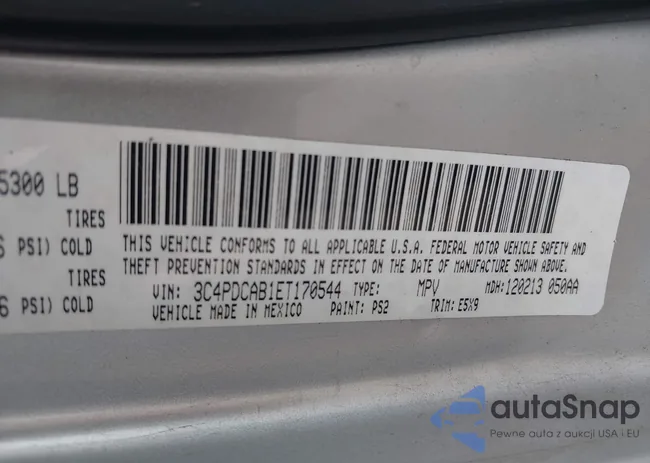 5300 LB
TIRES
PSI) COLD
TIRES
6 PSI) COLD
THIS VEHICLE CONFORMS TO ALL APPLICABLE U.S.A. FEDERAL MOTOR VEHICLE SAFETY AND
THEFT PREVENTION STANDARDS IN EFFECT ON THE DATE OF MANUFACTURE SHOWN ABOVE.
VIN: 3C4PDCAB1ET170544 TYPE: MPV MDH: 120213 050AA
VEHICLE MADE IN MEXICO PAINT: PS2 TRIM: E5X9
autoSnap
Pewne auta z aukcji USA i EU